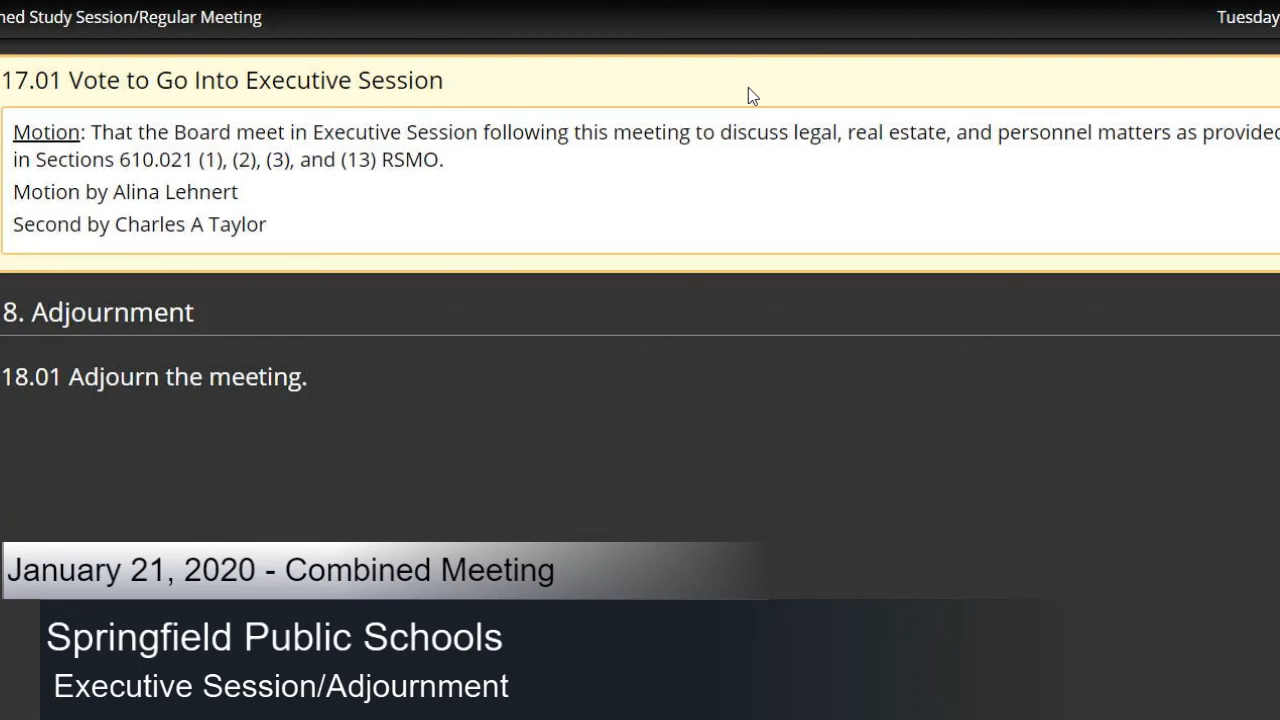 ned Study Session/Regular Meeting
Tuesday
17.01 Vote to Go Into Executive Session
Motion: That the Board meet in Executive Session following this meeting to discuss legal, real estate, and personnel matters as provided
in Sections 610.021 (1), (2), (3), and (13) RSMO.
Motion by Alina Lehnert
Second by Charles A Taylor
8. Adjournment
18.01 Adjourn the meeting.
January 21, 2020 - Combined Meeting
Springfield Public Schools
Executive Session/Adjournment